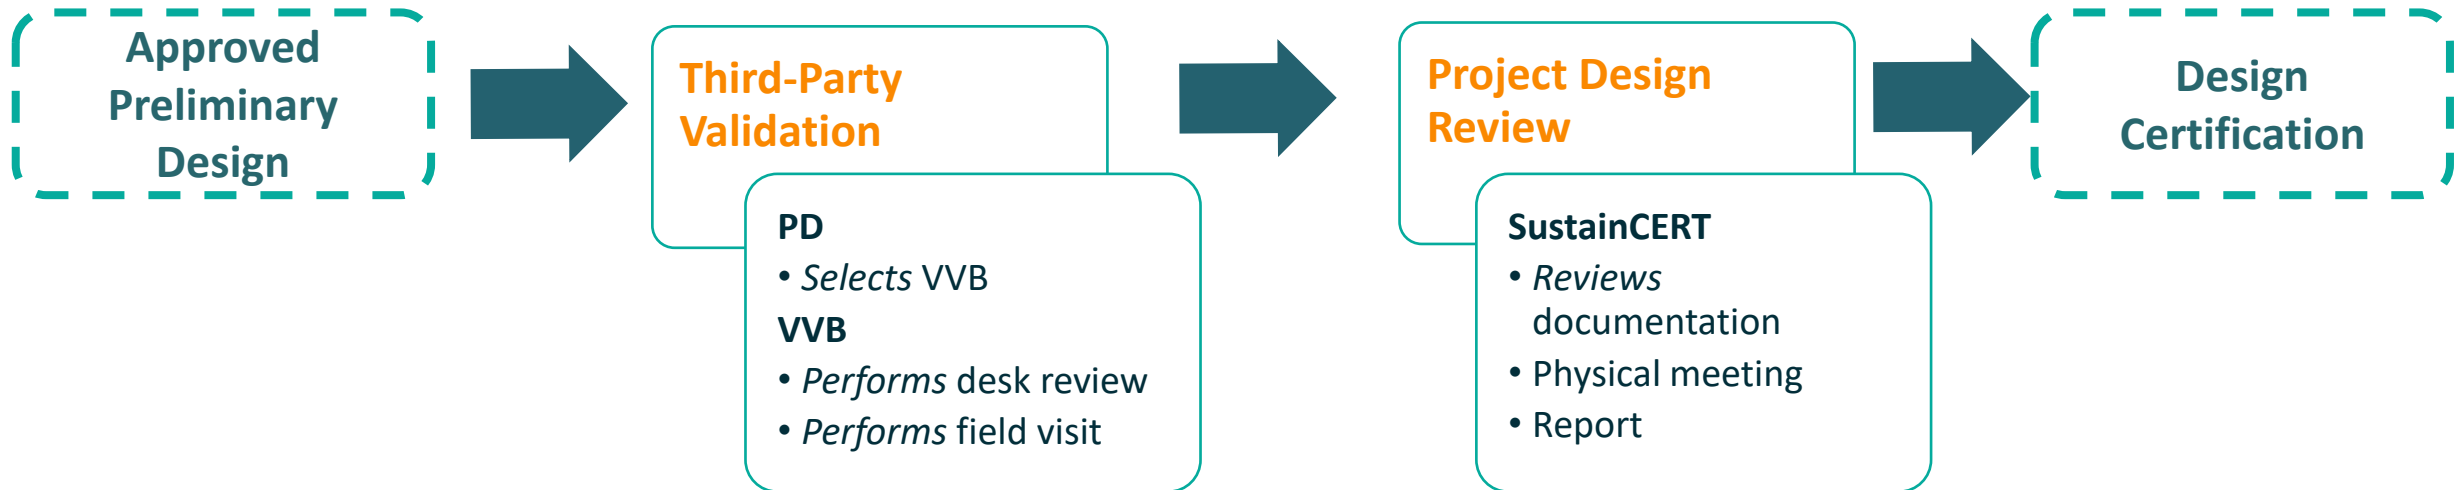 Approved
Preliminary
Design
Third-Party
Validation
PD
• Selects VVB
VVB
• Performs desk review
• Performs field visit
Project Design
Review
SustainCERT
• Reviews
documentation
• Physical meeting
• Report
Design
Certification